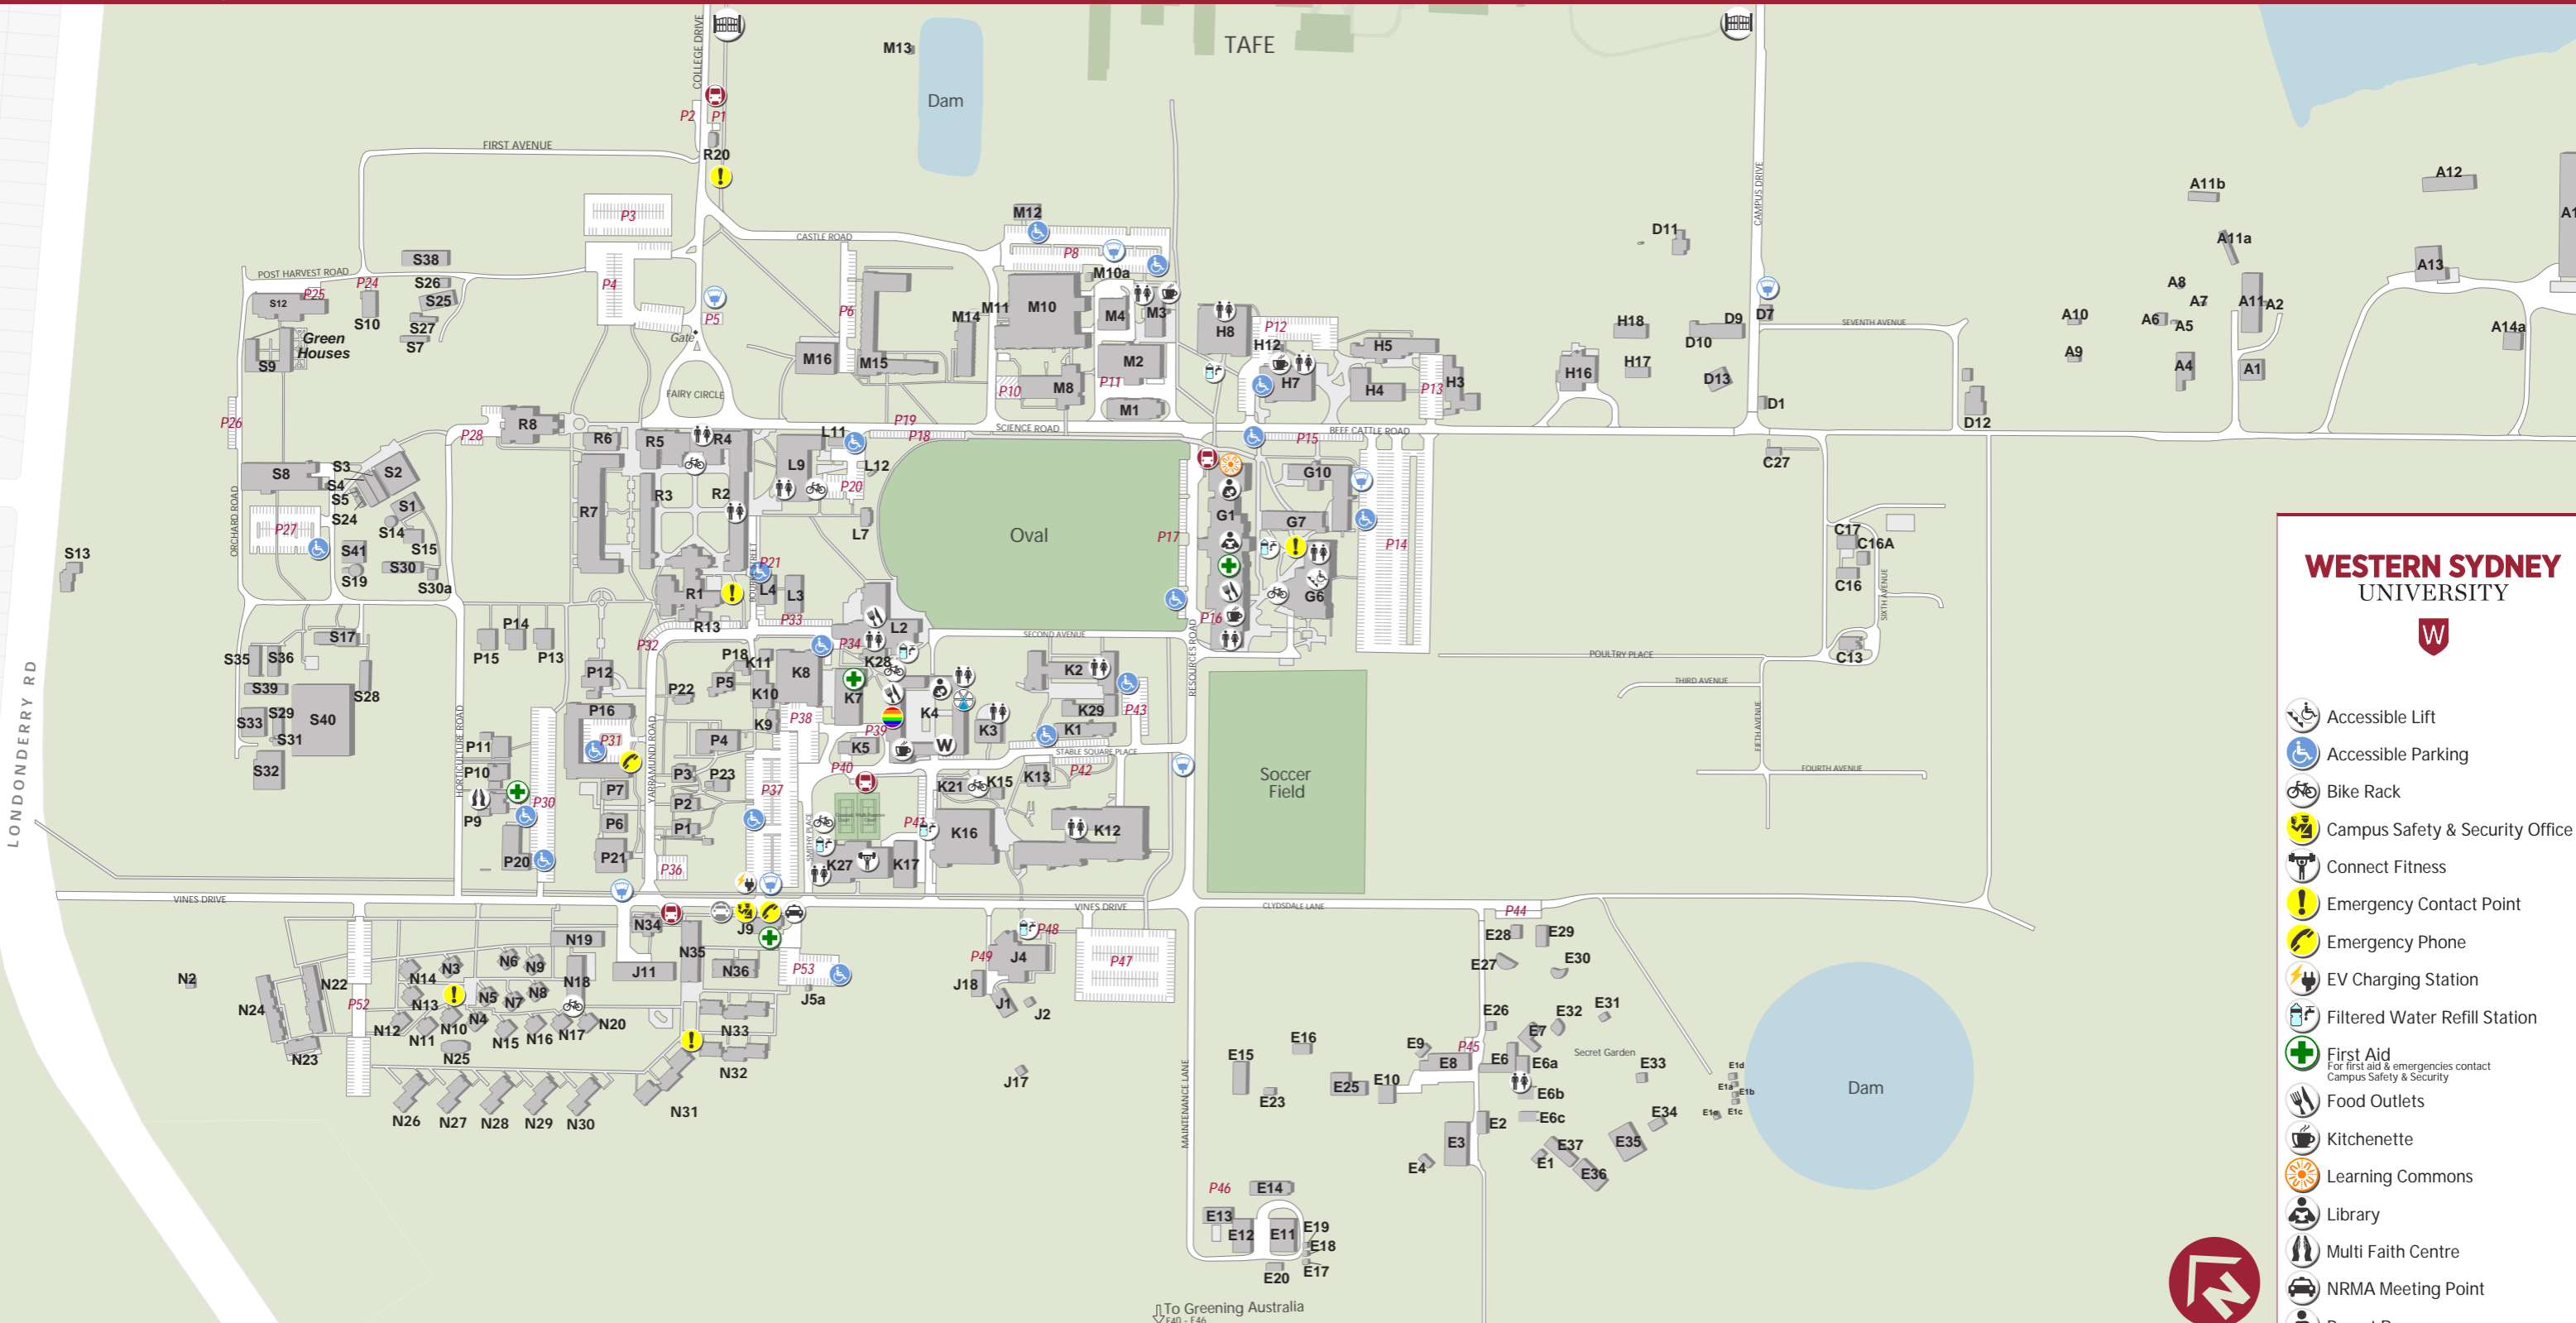 COLLEGE DRIVE
M13
TAFE
Dam
P2
P1
R20
FIRST AVENUE
CAMPUS DRIVE
A11b
A12
A1
P3
M12
CASTLE ROAD
D11
A11a
P8
S38
POST HARVEST ROAD
P24
S26
P4
M10a
A13
S12
P25
S25
A8
A7
A11
A2
S10
S27
P5
P6
M14
M11
M10
M4
M3
H8
P12
H18
D9
D7
SEVENTH AVENUE
A10
A6
A5
A14a
Green
Houses
S7
Gate
H12
H5
D10
S9
M16
M15
M2
A9
A4
A1
P10
M8
P11
H7
H4
P13
H3
H16
H17
D13
FAIRY CIRCLE
M1
D1
D12
P26
P28
R8
R6
R5
R4
L11
P19
P18
SCIENCE ROAD
P15
BEEF CATTLE ROAD
S8
S3
S2
S4
S5
L9
L12
P20
G10
C27
ORCHARD ROAD
S24
S1
R7
R3
R2
G1
G7
P27
S14
S15
L7
Oval
P17
P14
C17
C16A
S13
S41
S19
S30
S30a
BOURKE STREET
P21
L4
L3
R1
R13
P33
G6
C16
SIXTH AVENUE
P16
S17
P15
P14
P13
P32
P34
L2
SECOND AVENUE
RESOURCES ROAD
C13
POULTRY PLACE
S35
S36
P12
P18
K11
K8
K28
K2
S39
S28
P22
P5
K10
K7
THIRD AVENUE
S33
S29
S40
S31
P16
K9
P38
K4
K29
P43
LONDONDERRY RD
HORTICULTURE ROAD
P11
P31
YARRAMUNDI ROAD
P4
P39
K5
W
K3
K1
STABLE SQUARE PLACE
FIFTH AVENUE
S32
P10
P3
P23
P40
K21
K15
K13
P42
Soccer
Field
FOURTH AVENUE
P9
P30
P7
P2
P37
P6
P1
SMITHY PLACE
P41
K16
K12
P20
P21
P36
K27
K17
VINES DRIVE
VINES DRIVE
CLYDSDALE LANE
P44
N34
J9
P48
E28
E29
N19
N35
N2
N14
N3
N6
N9
N18
J11
N36
P53
P49
J4
P47
E27
E30
N22
N13
N5
N7
N8
J5a
J18
J1
J2
N24
P52
N12
N11
N10
N4
N15
N16
N17
N20
N33
E26
E7
E32
E31
N23
N25
N32
E16
E15
E9
P45
E8
E6
E6a
Secret Garden
E33
E1d
J17
MAINTENANCE LANE
E23
E25
E10
E6b
E1a
E1b
Dam
N26
N27
N28
N29
N30
N31
E2
E6c
E34
E1c
E3
E4
E37
E1
E35
E36
P46
E14
E13
E12
E11
E19
E18
E20
E17
To Greening Australia
E40 - E46
WESTERN SYDNEY
UNIVERSITY
W
Accessible Lift
Accessible Parking
Bike Rack
Campus Safety & Security Office
Connect Fitness
Emergency Contact Point
Emergency Phone
EV Charging Station
Filtered Water Refill Station
First Aid
For first aid & emergencies contact
Campus Safety & Security
Food Outlets
Kitchenette
Learning Commons
Library
Multi Faith Centre
NRMA Meeting Point
N